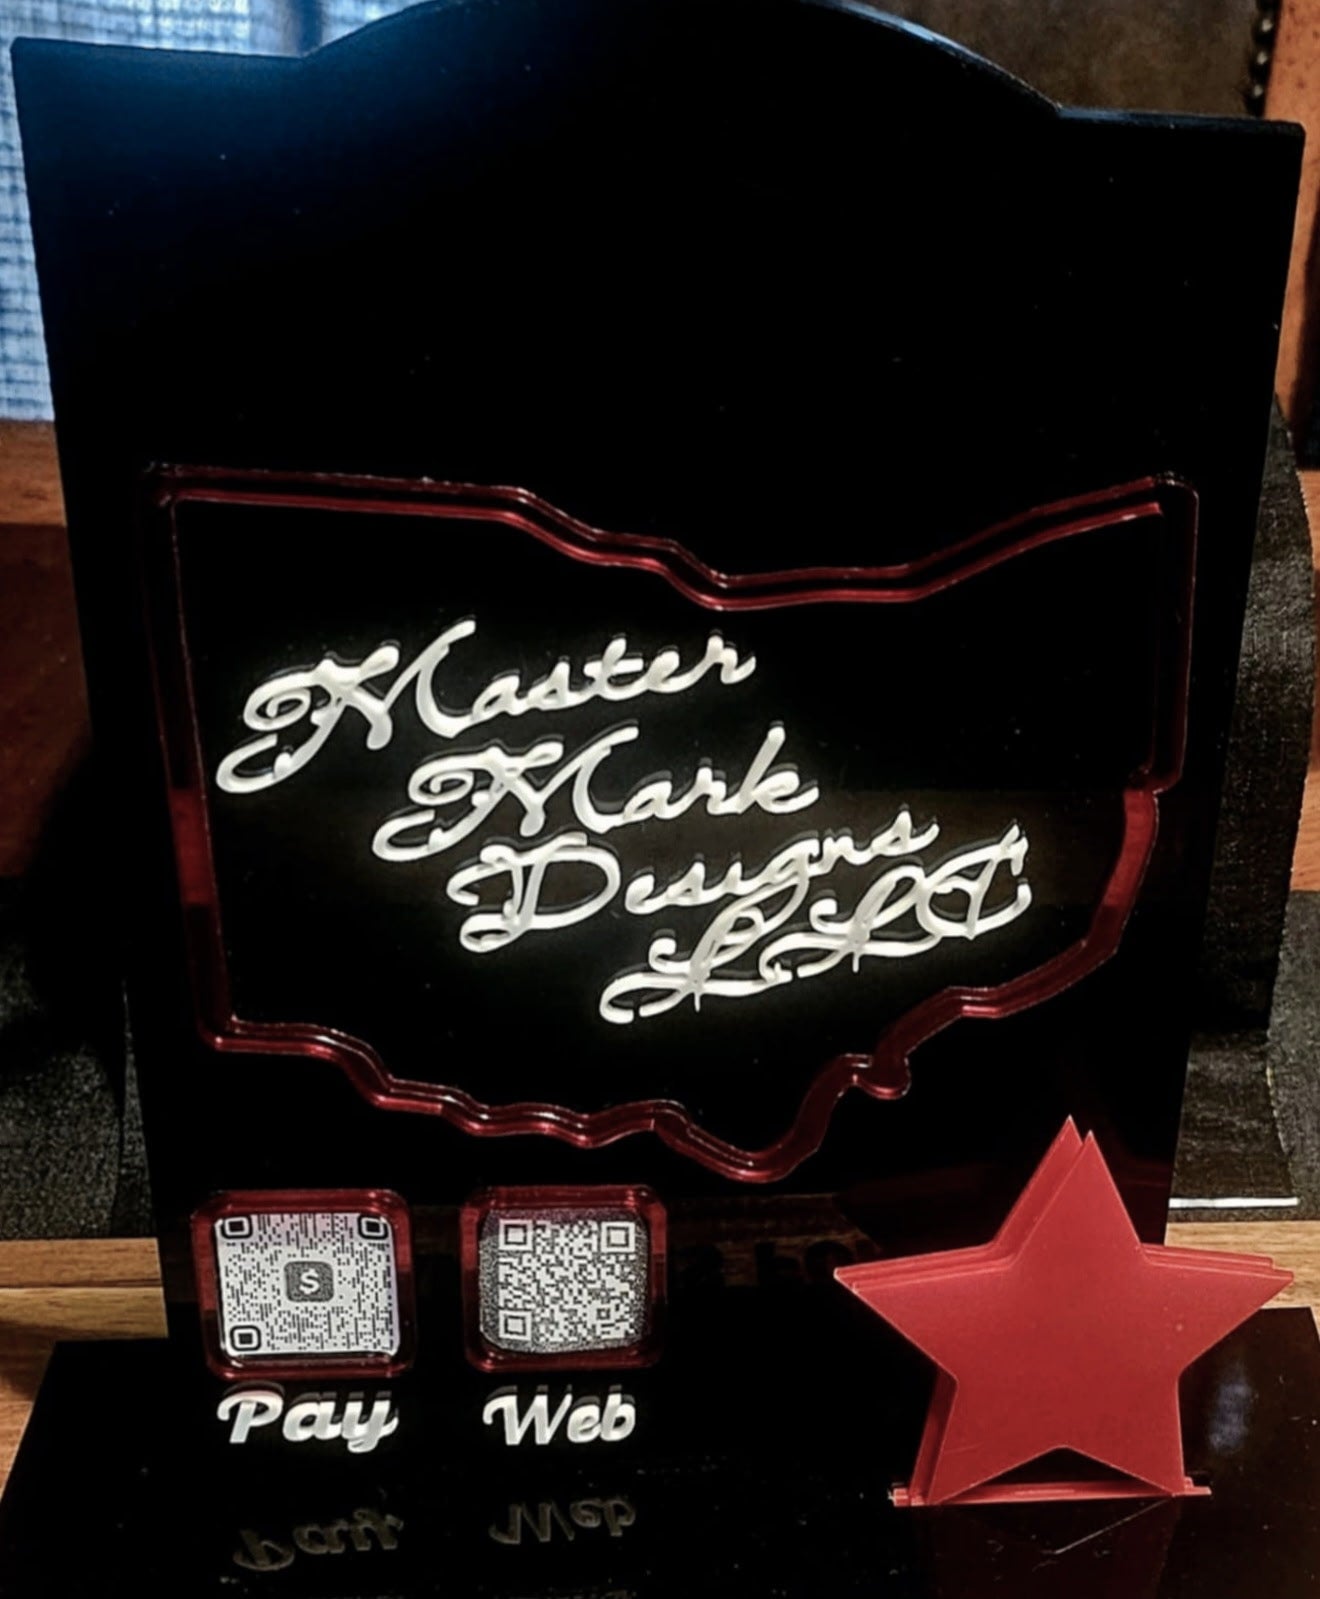 Master
Mark
Designs
LLC
$
Pay Web